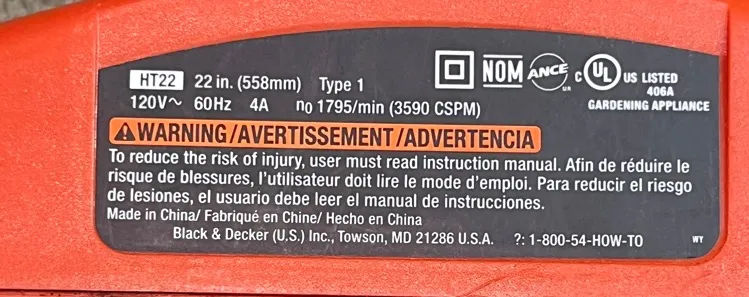 HT22 22 in. (558mm) Type 1
120V~ 60Hz 4A n0 1795/min (3590 CSPM)
NOM ANCE
C UL US LISTED
406A
GARDENING APPLIANCE
WARNING/AVERTISSEMENT/ADVERTENCIA
To reduce the risk of injury, user must read instruction manual. Afin de réduire le
risque de blessures, l'utilisateur doit lire le mode d'emploi. Para reducir el riesgo
de lesiones, el usuario debe leer el manual de instrucciones.
Made in China/ Fabriqué en Chine/ Hecho en China
Black & Decker (U.S.) Inc., Towson, MD 21286 U.S.A. ?: 1-800-54-HOW-TO
WY